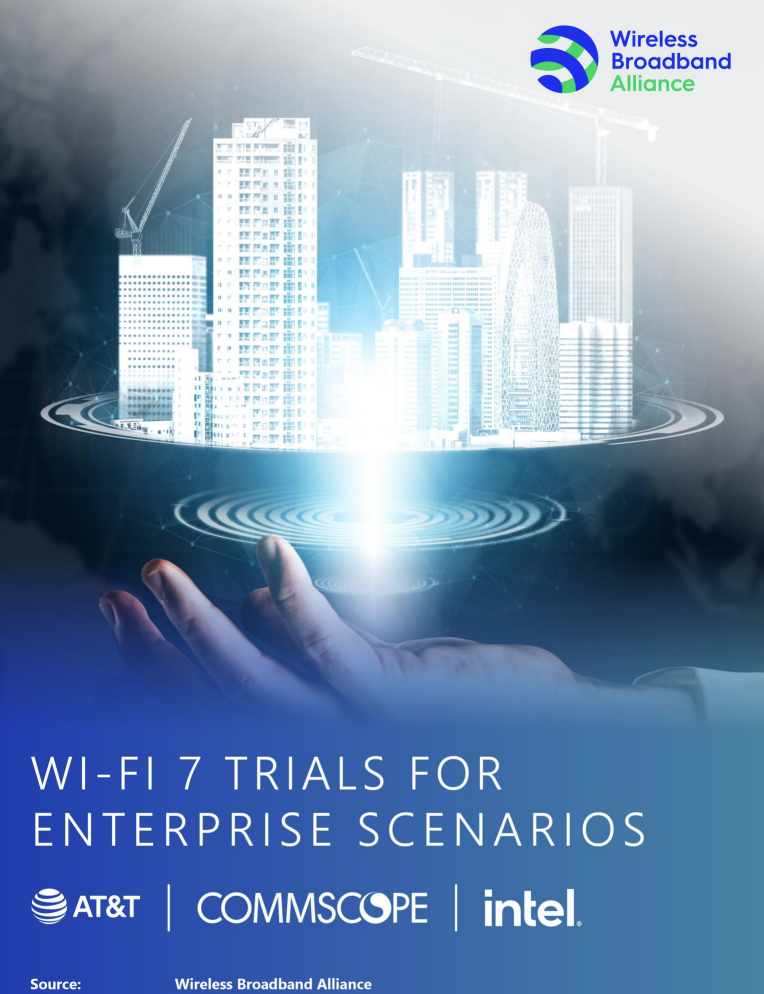 Wireless
Broadband
Alliance
WI-FI 7 TRIALS FOR
ENTERPRISE SCENARIOS
AT&T | COMMSCOPE | intel.
Source: Wireless Broadband Alliance